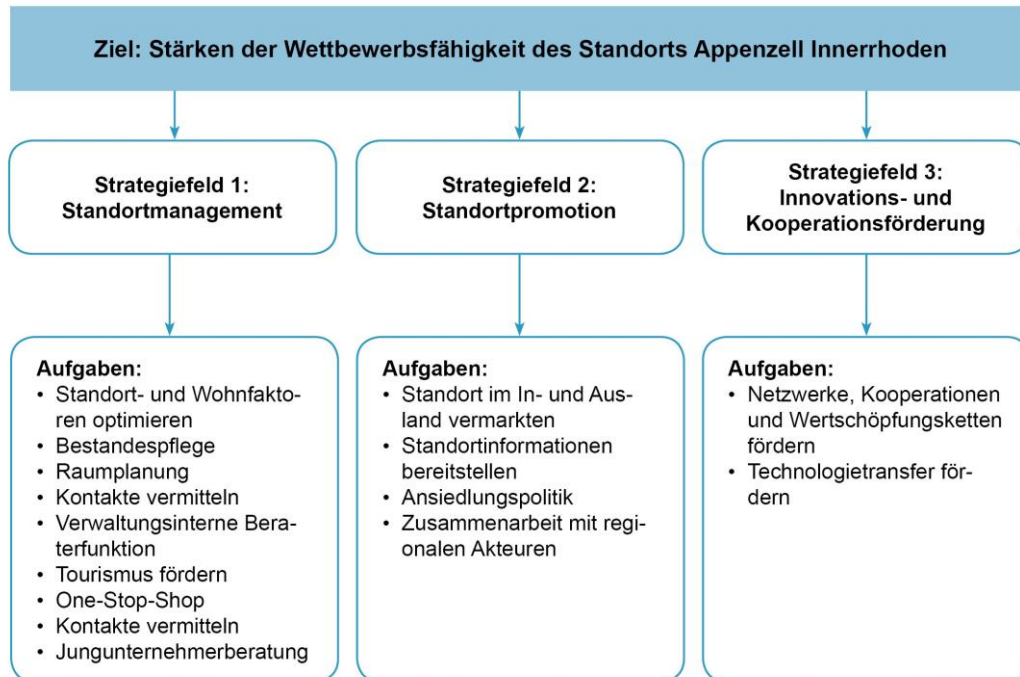 Ziel: Stärken der Wettbewerbsfähigkeit des Standorts Appenzell Innerrhoden
Strategiefeld 1:
Standortmanagement
Strategiefeld 2:
Standortpromotion
Strategiefeld 3:
Innovations- und
Kooperationsförderung
Aufgaben:
• Standort- und Wohnfakto-
ren optimieren
• Bestandespflege
• Raumplanung
• Kontakte vermitteln
• Verwaltungsinterne Bera-
terfunktion
• Tourismus fördern
• One-Stop-Shop
• Kontakte vermitteln
• Jungunternehmerberatung
Aufgaben:
• Standort im In- und Aus-
land vermarkten
• Standortinformationen
bereitstellen
• Ansiedlungspolitik
• Zusammenarbeit mit regi-
onalen Akteuren
Aufgaben:
• Netzwerke, Kooperationen
und Wertschöpfungsketten
fördern
• Technologietransfer för-
dern